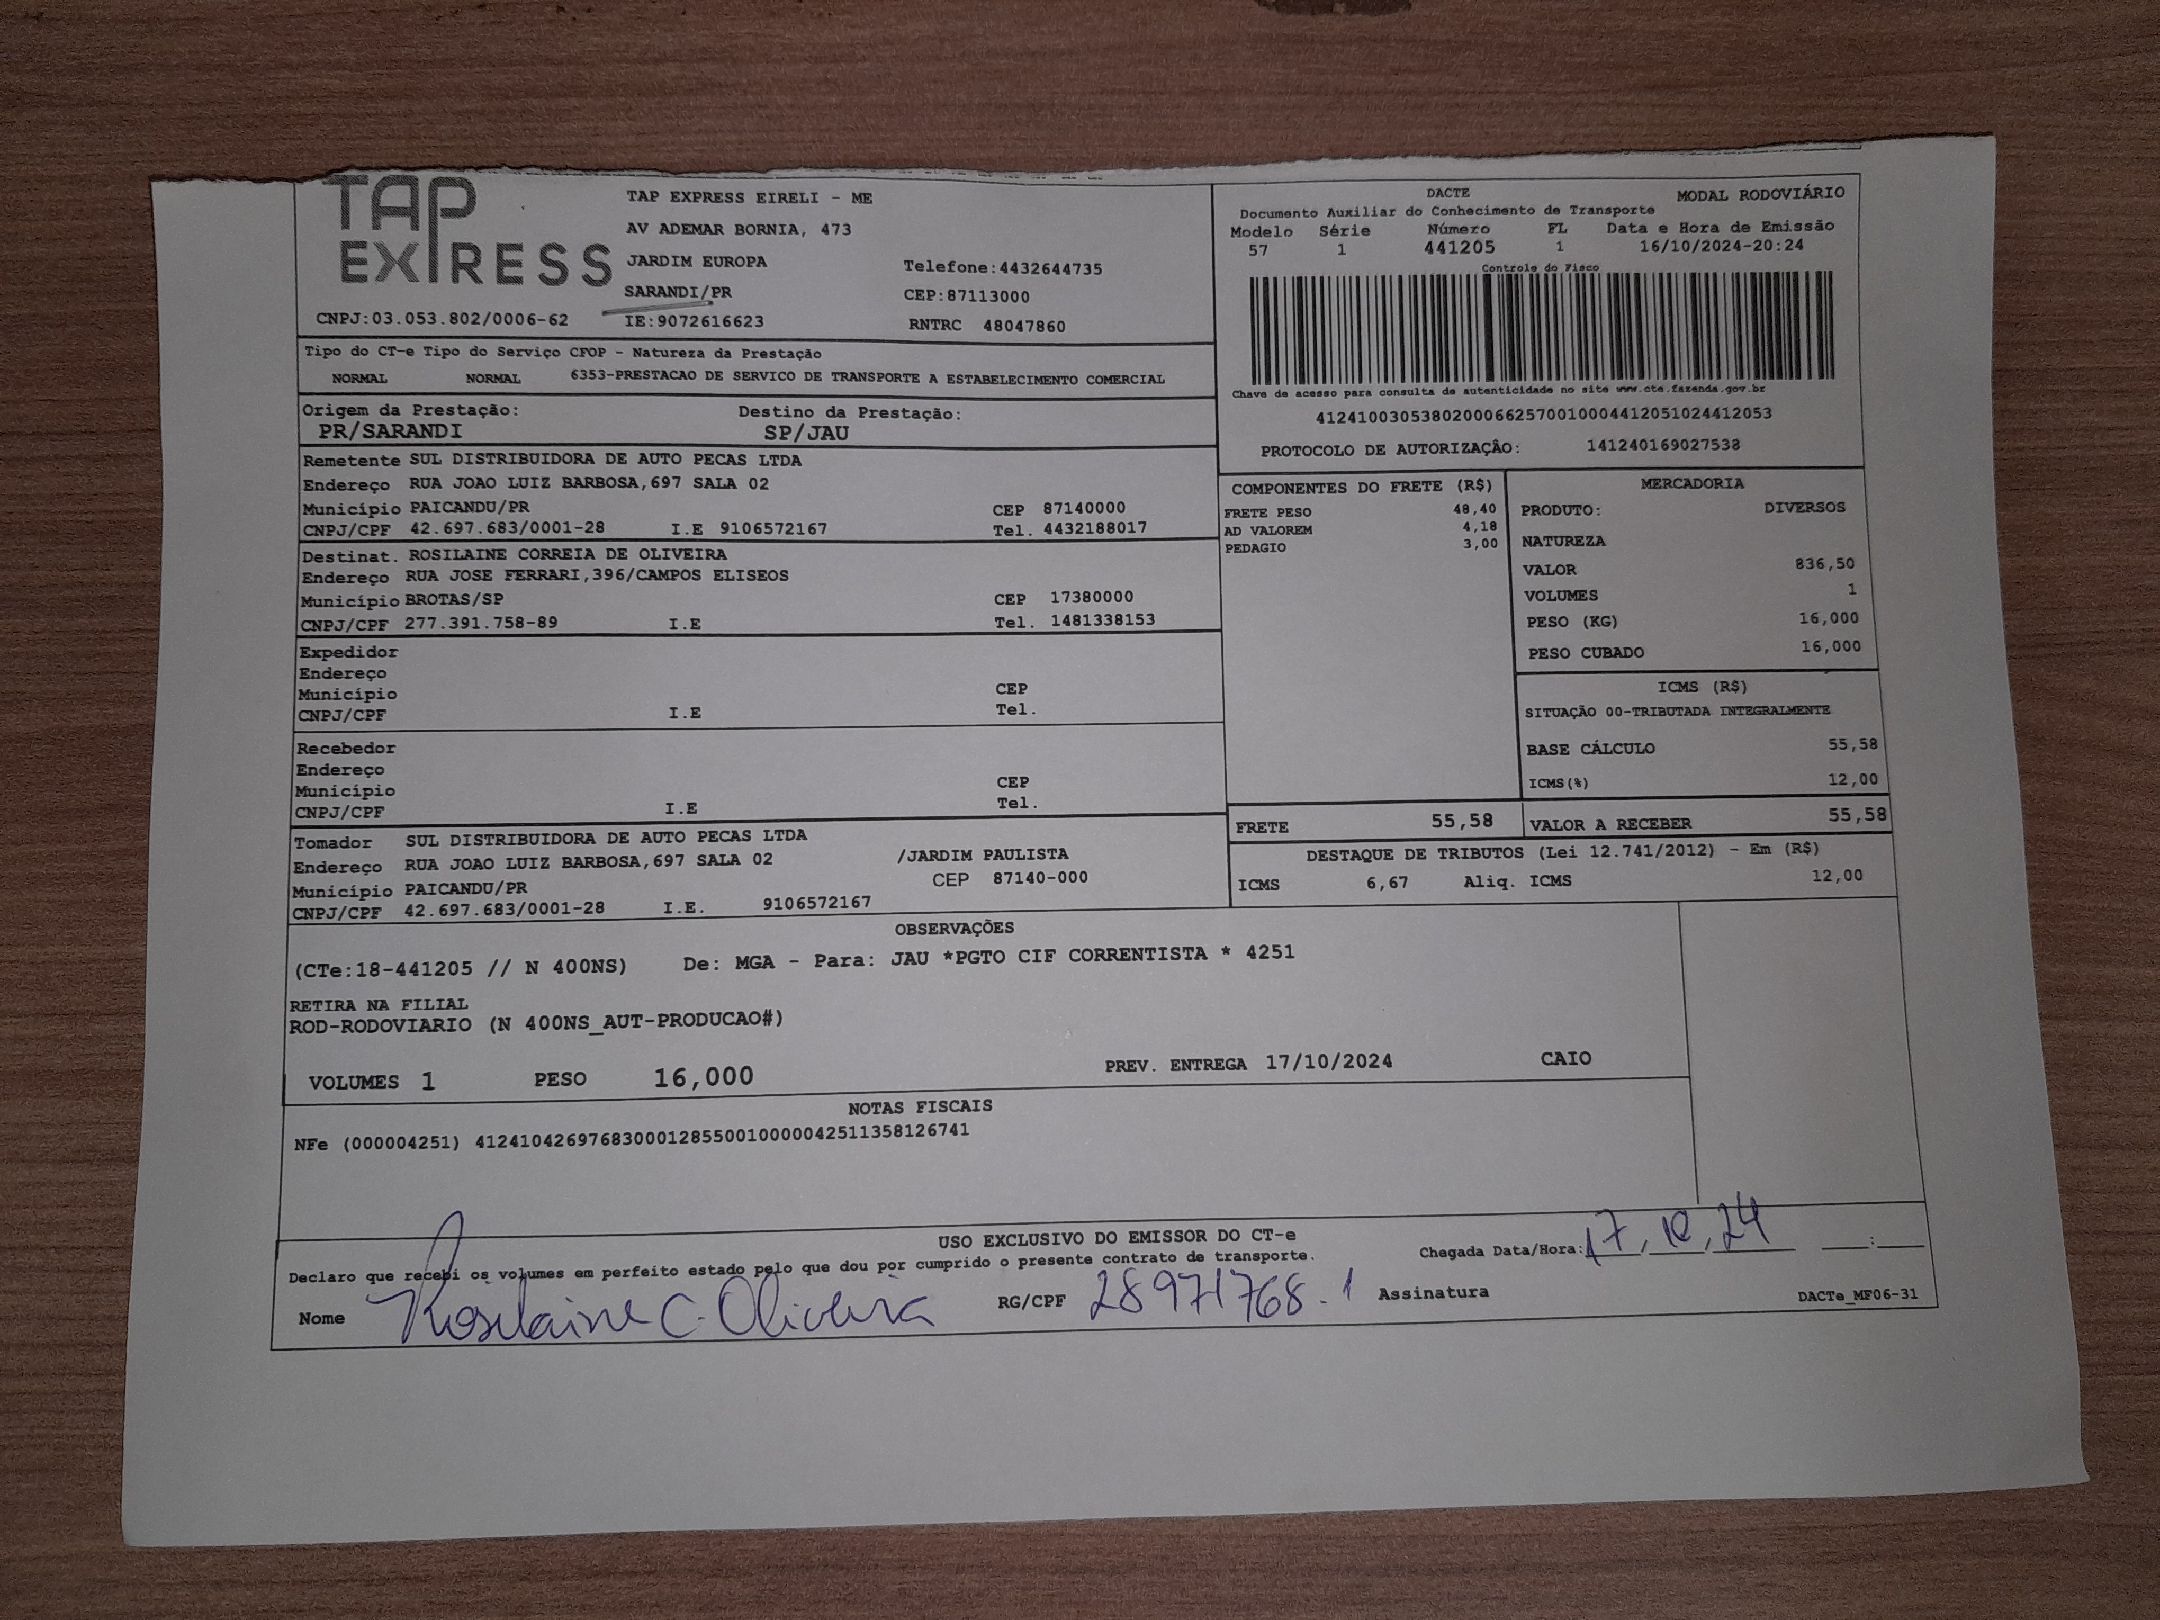 TAP EXPRESS
TAP EXPRESS EIRELI - ME
AV ADEMAR BORNIA, 473
JARDIM EUROPA
Telefone:4432644735
SARANDI/PR
CEP:87113000
CNPJ:03.053.802/0006-62
IE:9072616623
RNTRC 48047860
DACTE
MODAL RODOVIÁRIO
Documento Auxiliar do Conhecimento de Transporte
Modelo Série Número FL Data e Hora de Emissão
57 1 441205 1 16/10/2024-20:24
Controle do Fisco
Chave de acesso para consulta de autenticidade no site www.cte.fazenda.gov.br
41241003053802000662570010004412051024412053
PROTOCOLO DE AUTORIZAÇÂO: 141240169027538
Tipo do CT-e Tipo do Serviço CFOP - Natureza da Prestação
NORMAL NORMAL 6353-PRESTACAO DE SERVICO DE TRANSPORTE A ESTABELECIMENTO COMERCIAL
Origem da Prestação: Destino da Prestação:
PR/SARANDI SP/JAU
Remetente SUL DISTRIBUIDORA DE AUTO PECAS LTDA
Endereço RUA JOAO LUIZ BARBOSA,697 SALA 02
Município PAICANDU/PR CEP 87140000
CNPJ/CPF 42.697.683/0001-28 I.E 9106572167 Tel. 4432188017
Destinat. ROSILAINE CORREIA DE OLIVEIRA
Endereço RUA JOSE FERRARI,396/CAMPOS ELISEOS
Município BROTAS/SP CEP 17380000
CNPJ/CPF 277.391.758-89 I.E Tel. 1481338153
Expedidor
Endereço
Município CEP
CNPJ/CPF I.E Tel.
Recebedor
Endereço
Município CEP
CNPJ/CPF I.E Tel.
Tomador SUL DISTRIBUIDORA DE AUTO PECAS LTDA
Endereço RUA JOAO LUIZ BARBOSA,697 SALA 02 /JARDIM PAULISTA
Município PAICANDU/PR CEP 87140-000
CNPJ/CPF 42.697.683/0001-28 I.E. 9106572167
COMPONENTES DO FRETE (R$)
FRETE PESO 48,40
AD VALOREM 4,18
PEDAGIO 3,00
MERCADORIA
PRODUTO: DIVERSOS
NATUREZA
VALOR 836,50
VOLUMES 1
PESO (KG) 16,000
PESO CUBADO 16,000
ICMS (R$)
SITUAÇÃO 00-TRIBUTADA INTEGRALMENTE
BASE CÁLCULO 55,58
ICMS(%) 12,00
FRETE 55,58 VALOR A RECEBER 55,58
DESTAQUE DE TRIBUTOS (Lei 12.741/2012) - Em (R$)
ICMS 6,67 Aliq. ICMS 12,00
OBSERVAÇÕES
(CTe:18-441205 // N 400NS) De: MGA - Para: JAU *PGTO CIF CORRENTISTA * 4251
RETIRA NA FILIAL
ROD-RODOVIARIO (N 400NS_AUT-PRODUCAO#)
VOLUMES 1 PESO 16,000 PREV. ENTREGA 17/10/2024 CAIO
NOTAS FISCAIS
NFe (000004251) 41241042697683000128550010000042511358126741
USO EXCLUSIVO DO EMISSOR DO CT-e
Declaro que recebi os volumes em perfeito estado pelo que dou por cumprido o presente contrato de transporte.
Chegada Data/Hora: 17, 10, 24 :
Nome Rosilaine C. Oliveira RG/CPF 28971768.1 Assinatura
DACTe_MF06-31